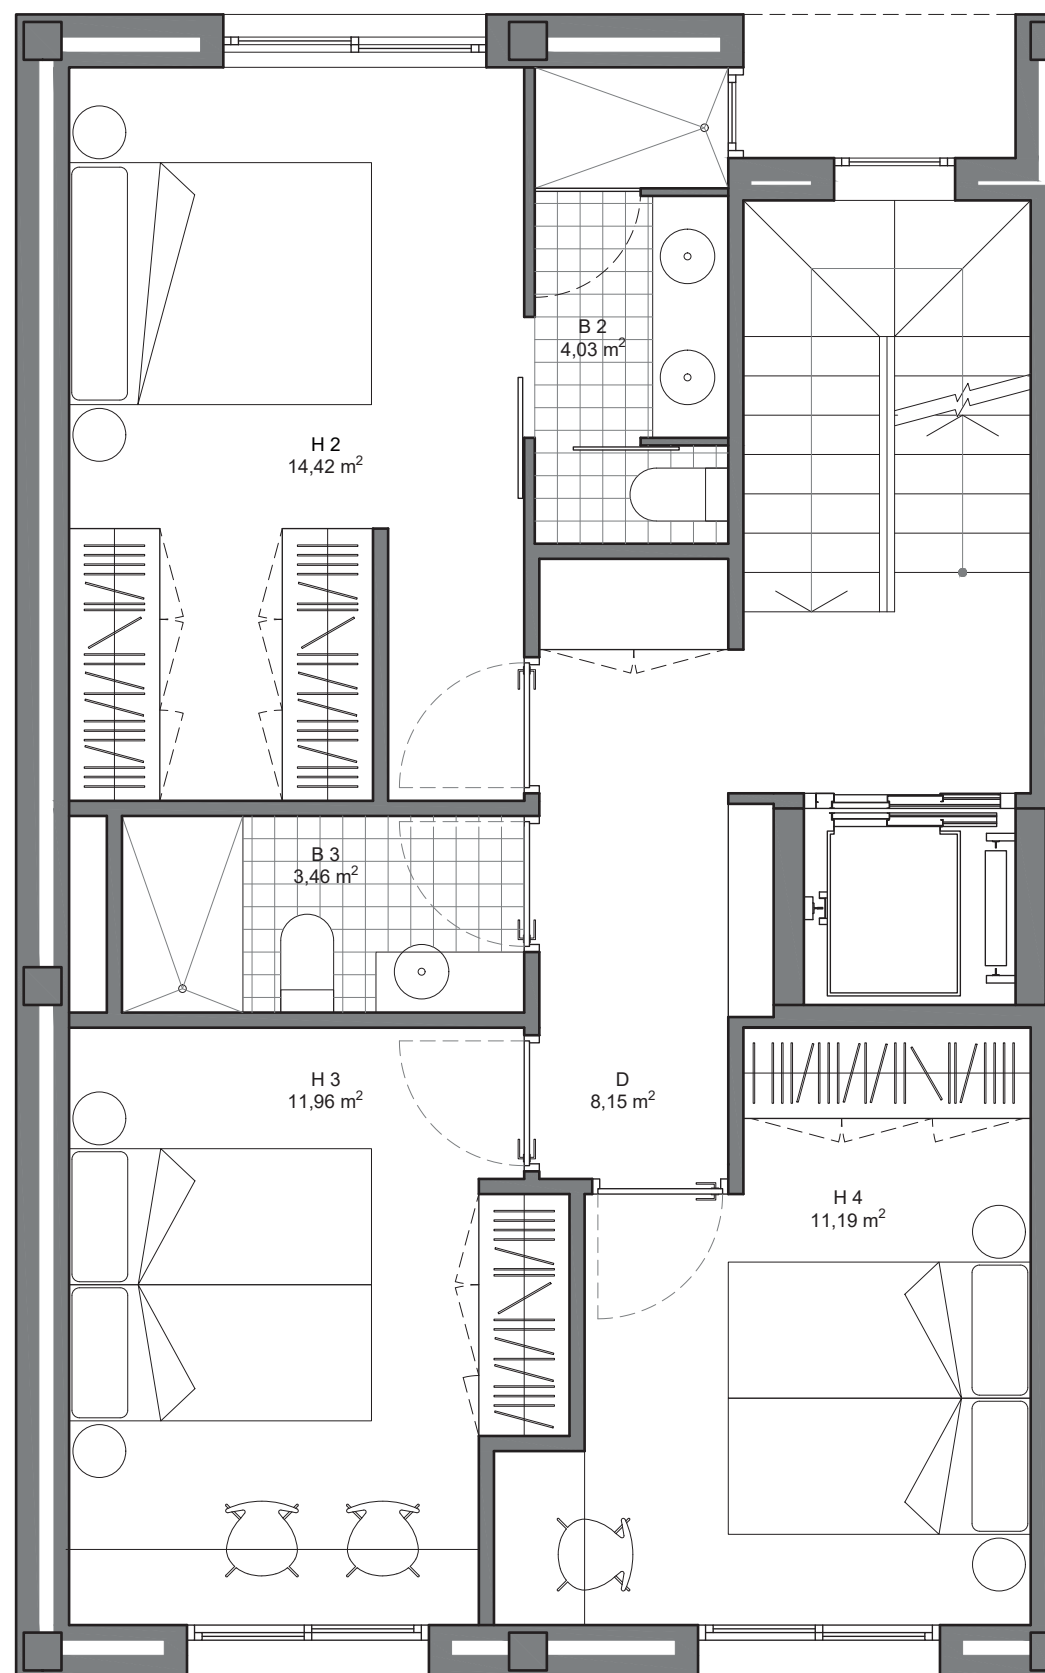 B 2
4,03 m²
H 2
14,42 m²
B 3
3,46 m²
H 3
11,96 m²
D
8,15 m²
H 4
11,19 m²